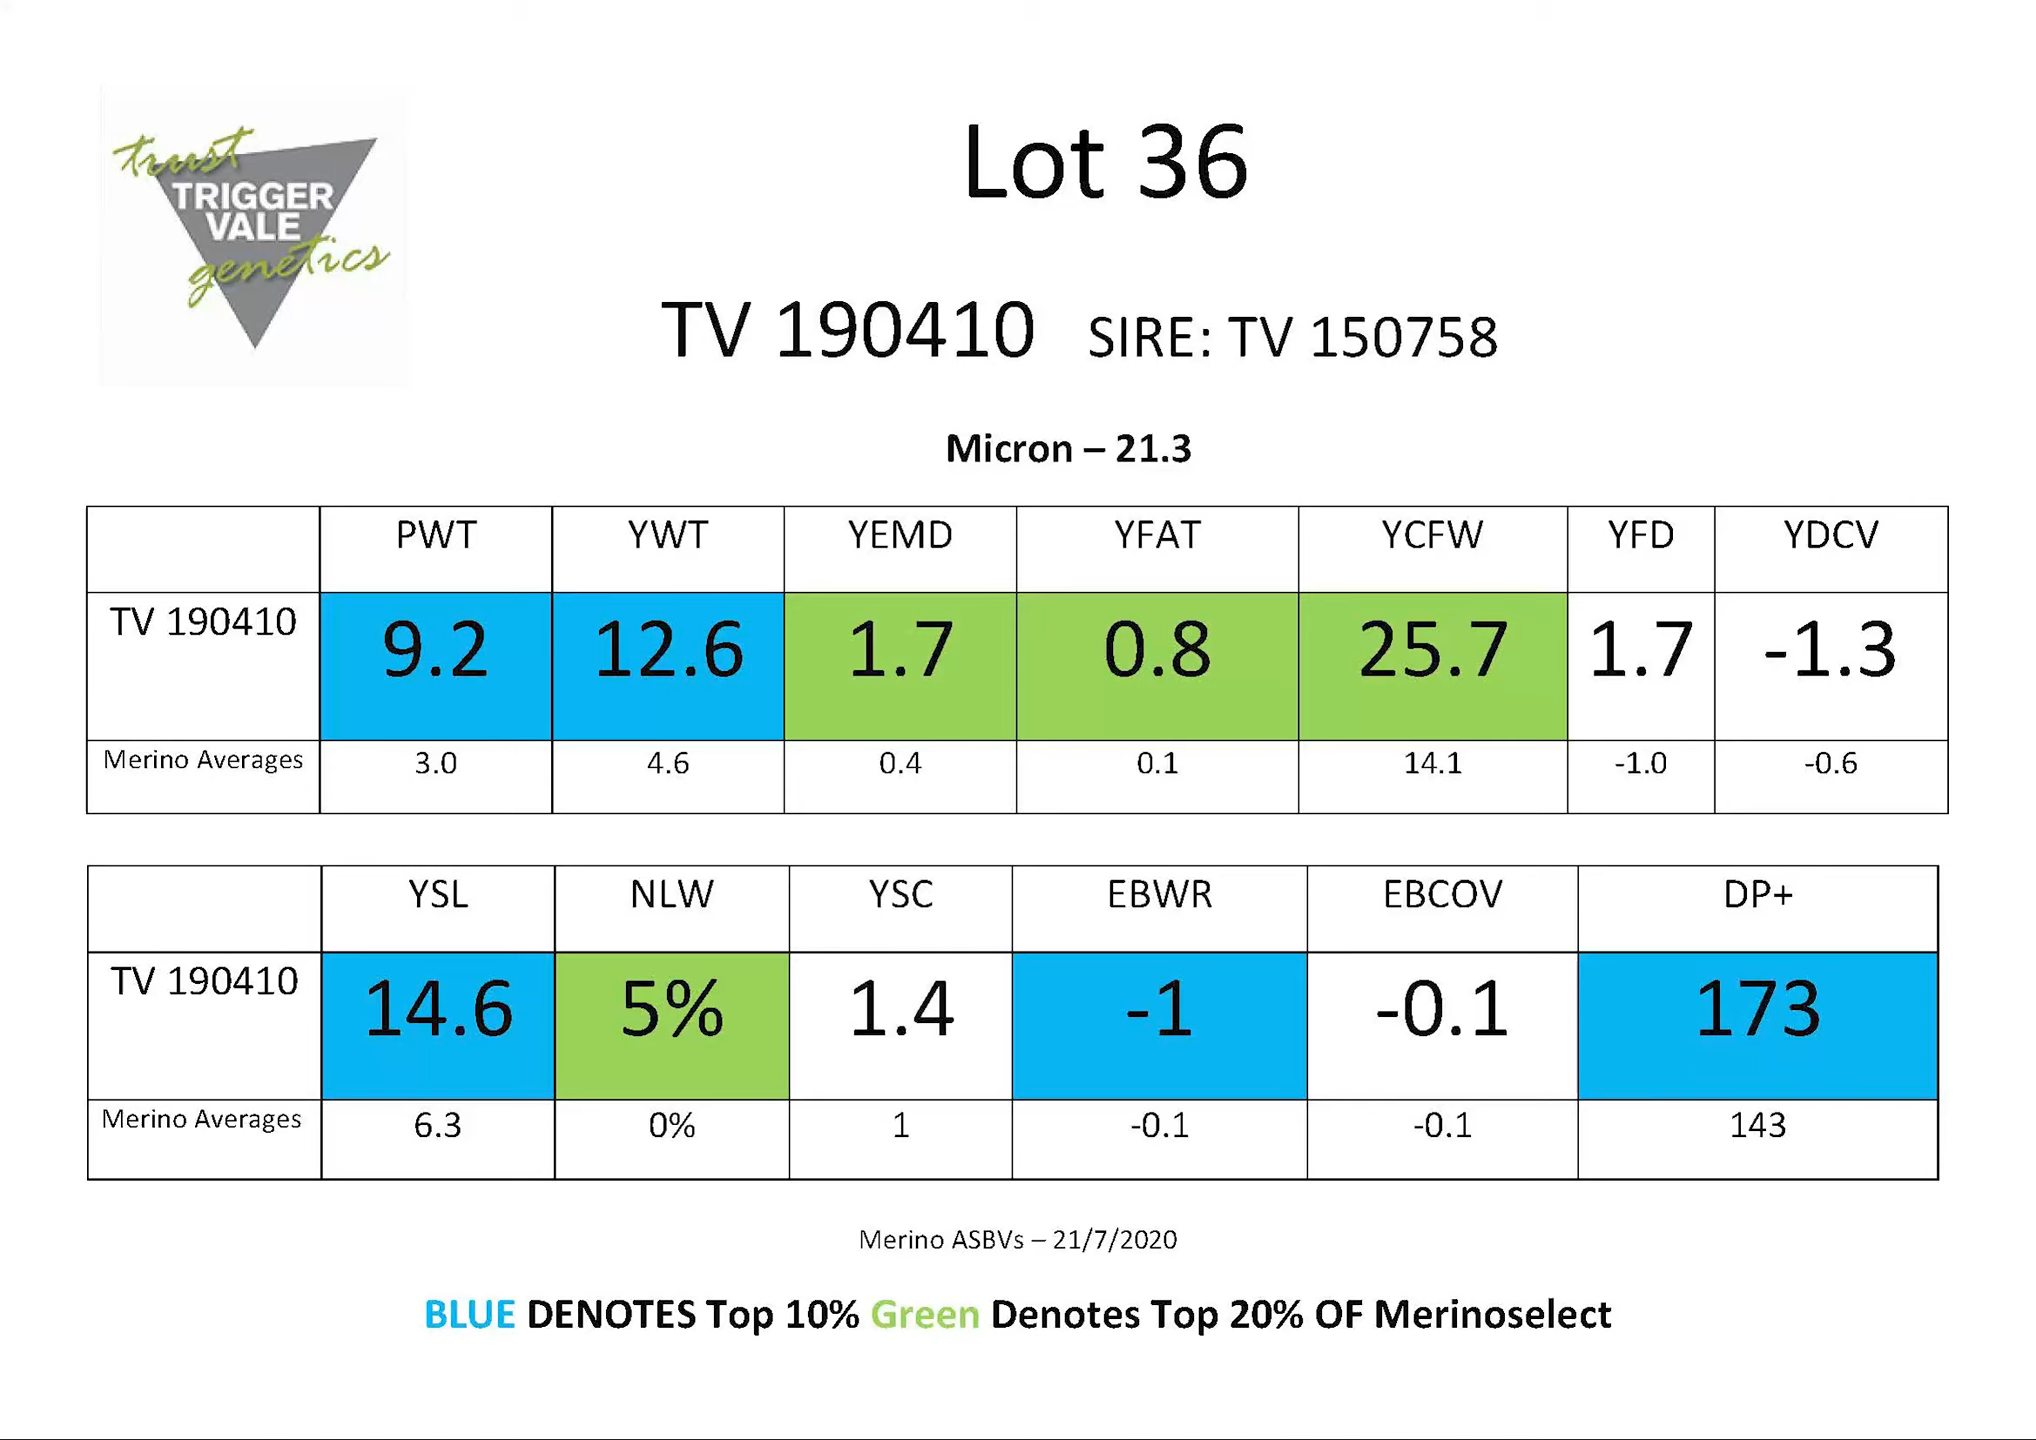 trust
TRIGGER
VALE
genetics
Lot 36
TV 190410 SIRE: TV 150758
Micron – 21.3
PWT YWT YEMD YFAT YCFW YFD YDCV
TV 190410 9.2 12.6 1.7 0.8 25.7 1.7 -1.3
Merino Averages 3.0 4.6 0.4 0.1 14.1 -1.0 -0.6
YSL NLW YSC EBWR EBCOV DP+
TV 190410 14.6 5% 1.4 -1 -0.1 173
Merino Averages 6.3 0% 1 -0.1 -0.1 143
Merino ASBVs – 21/7/2020
BLUE DENOTES Top 10% Green Denotes Top 20% OF Merinoselect